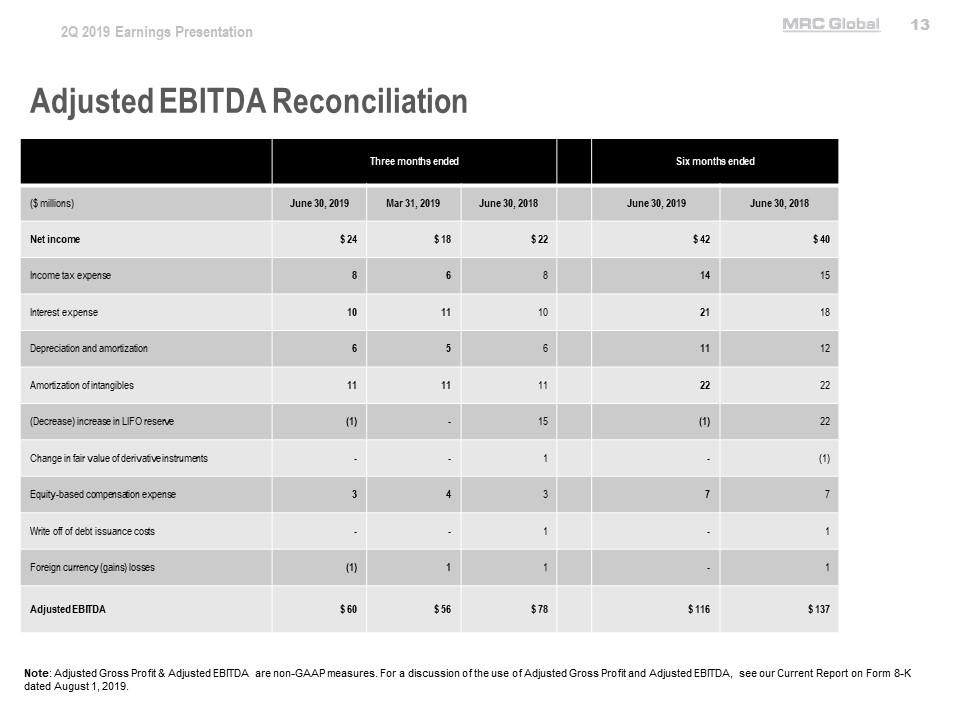 2Q 2019 Earnings Presentation
MRC Global 13
Adjusted EBITDA Reconciliation
Three months ended Six months ended
($ millions) June 30, 2019 Mar 31, 2019 June 30, 2018 June 30, 2019 June 30, 2018
Net income $ 24 $ 18 $ 22 $ 42 $ 40
Income tax expense 8 6 8 14 15
Interest expense 10 11 10 21 18
Depreciation and amortization 6 5 6 11 12
Amortization of intangibles 11 11 11 22 22
(Decrease) increase in LIFO reserve (1) - 15 (1) 22
Change in fair value of derivative instruments - - 1 - (1)
Equity-based compensation expense 3 4 3 7 7
Write off of debt issuance costs - - 1 - 1
Foreign currency (gains) losses (1) 1 1 - 1
Adjusted EBITDA $ 60 $ 56 $ 78 $ 116 $ 137
Note: Adjusted Gross Profit & Adjusted EBITDA are non-GAAP measures. For a discussion of the use of Adjusted Gross Profit and Adjusted EBITDA, see our Current Report on Form 8-K
dated August 1, 2019.